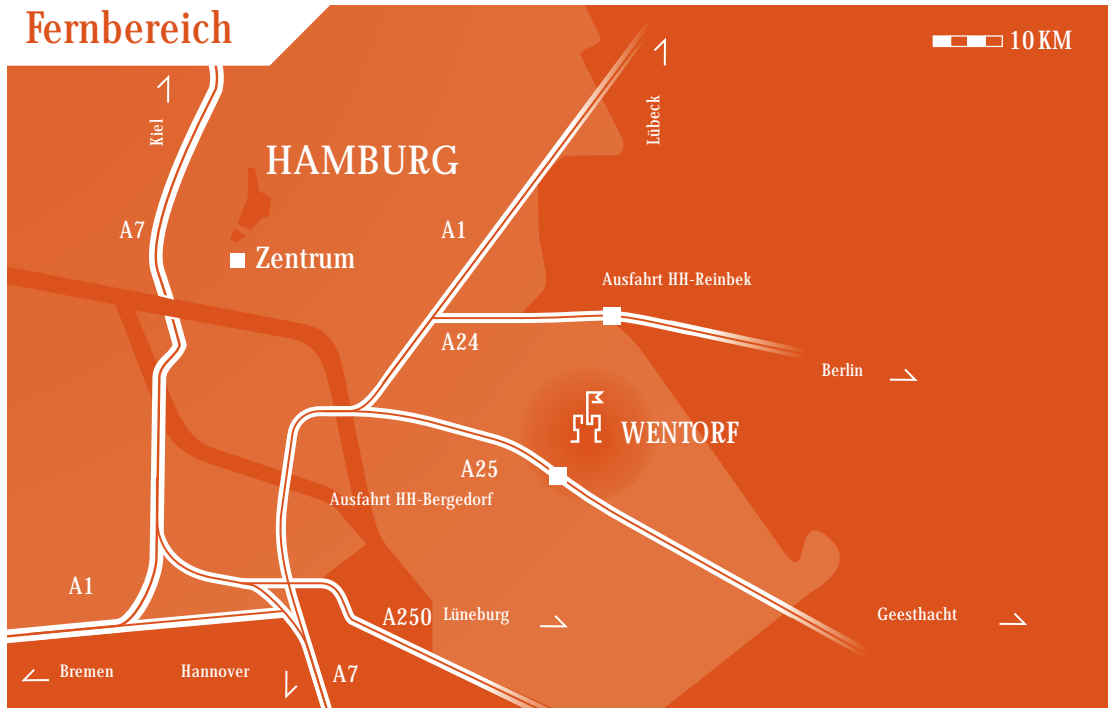 Fernbereich
10 KM
Kiel
Lübeck
HAMBURG
A7
A1
Zentrum
Ausfahrt HH-Reinbek
A24
Berlin
WENTORF
A25
Ausfahrt HH-Bergedorf
A1
A250 Lüneburg
Geesthacht
Bremen
Hannover
A7